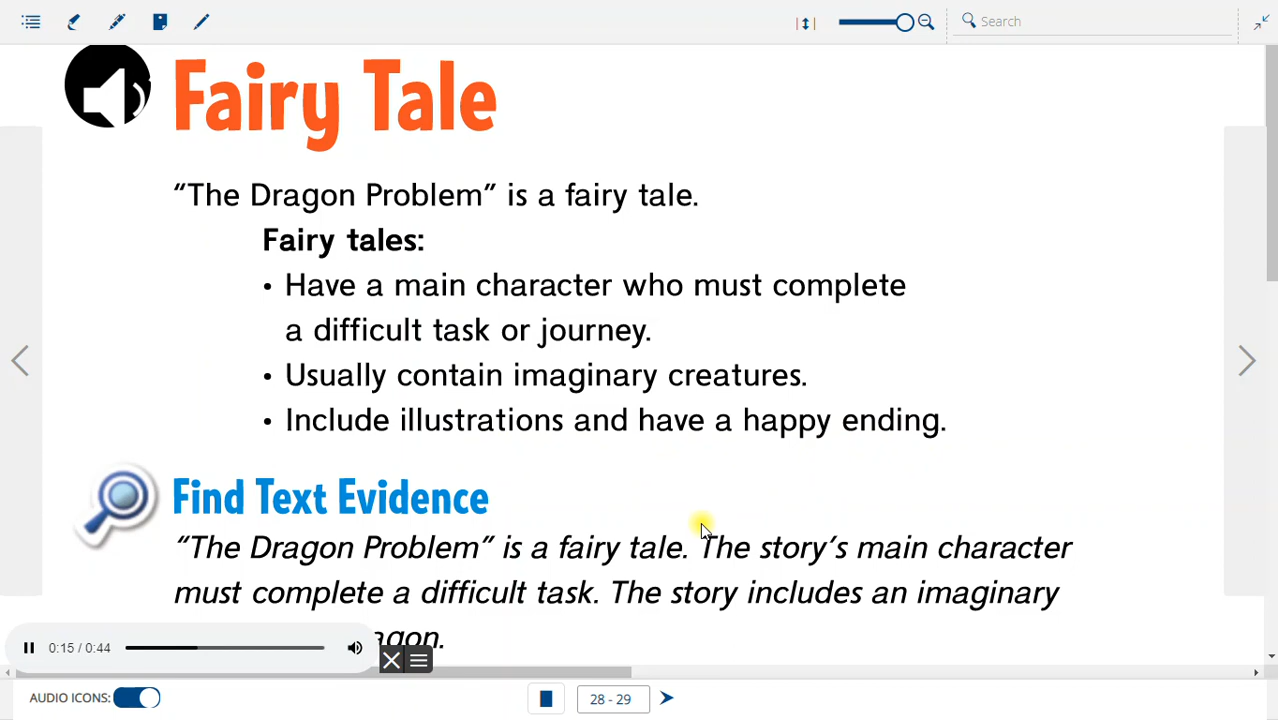 Search
Fairy Tale
“The Dragon Problem” is a fairy tale.
Fairy tales:
• Have a main character who must complete
a difficult task or journey.
• Usually contain imaginary creatures.
• Include illustrations and have a happy ending.
Find Text Evidence
“The Dragon Problem” is a fairy tale. The story’s main character
must complete a difficult task. The story includes an imaginary
0:15 / 0:44
AUDIO ICONS:
28 - 29